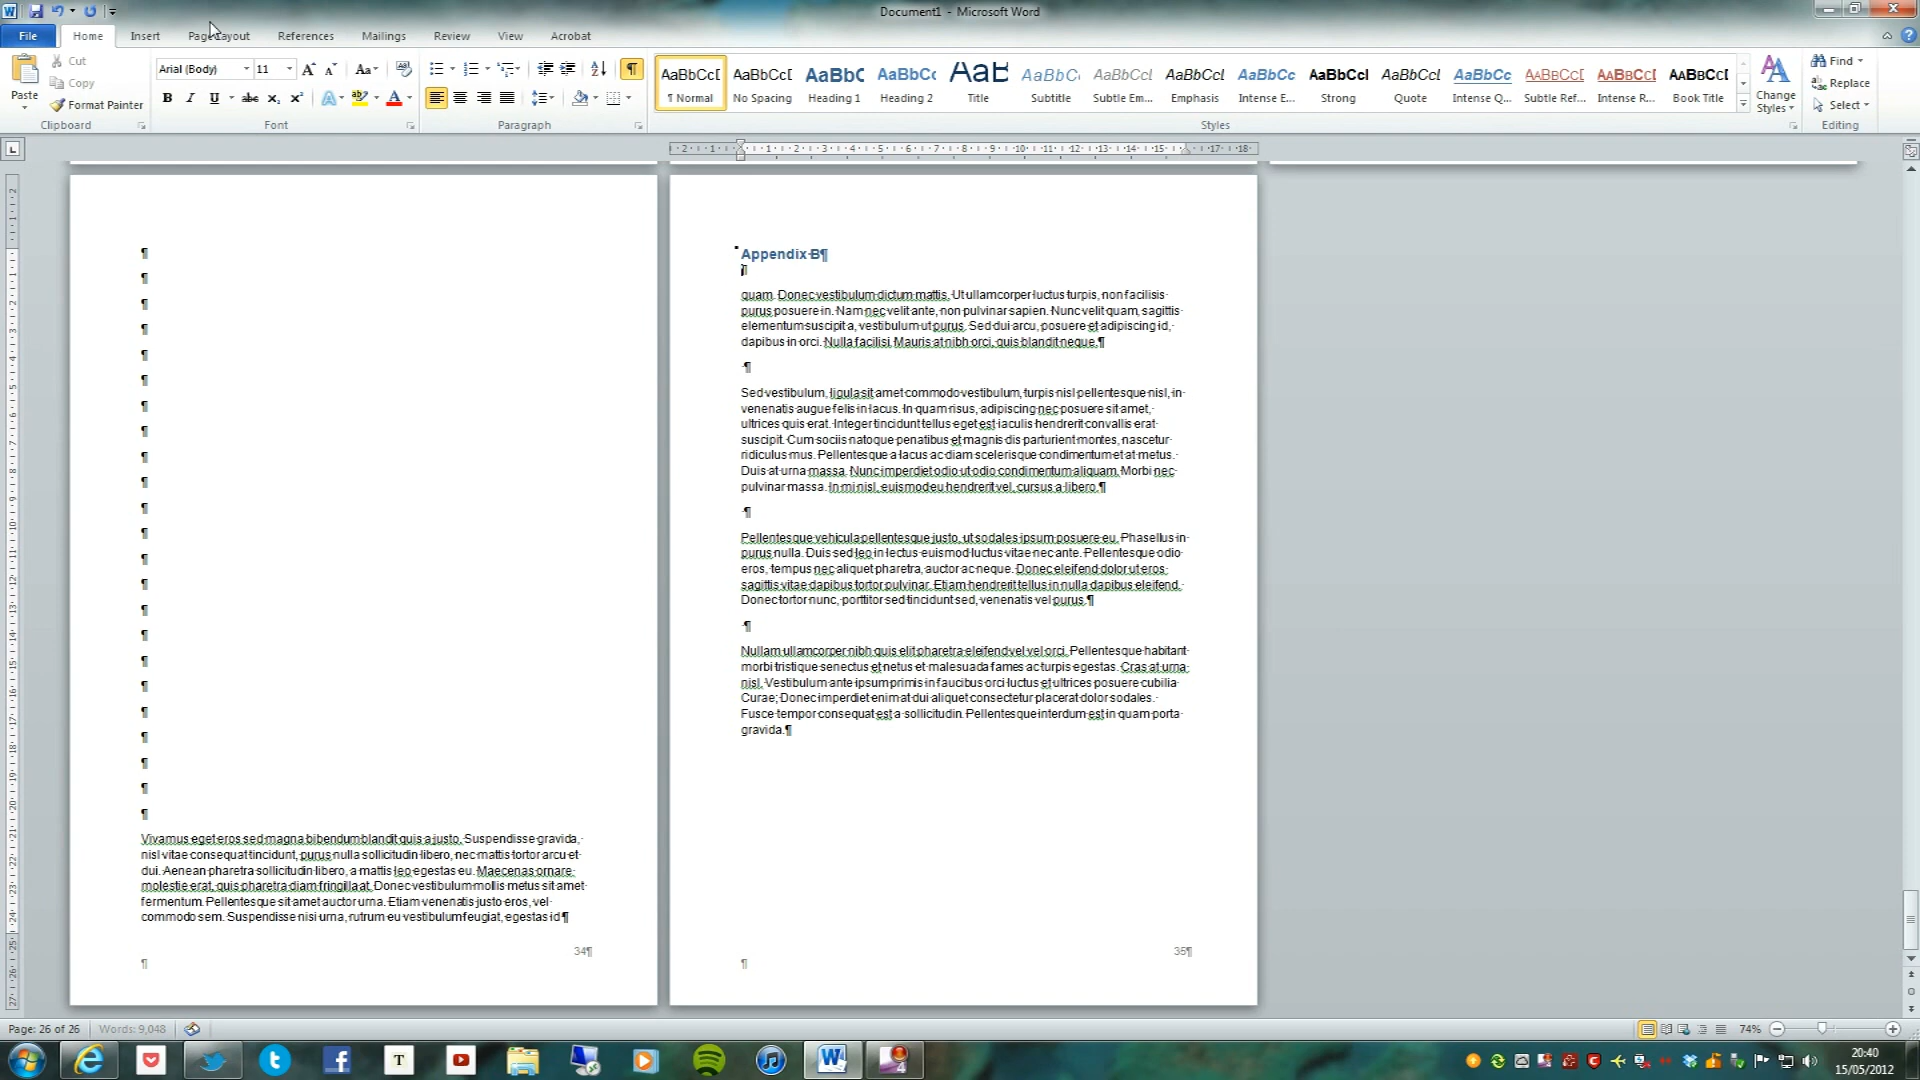 Document1 - Microsoft Word
File Home Insert Page Layout References Mailings Review View Acrobat
Paste
Cut
Copy
Format Painter
Clipboard
Arial (Body) 11
Font
Paragraph
AaBbCcI AaBbCcI AaBbC AaBbCc AaB AaBbCc AaBbCcI AaBbCcI AaBbCc AaBbCcI AaBbCcI AaBbCc AABBCCI AABBCCI AABBCCI
¶ Normal No Spacing Heading 1 Heading 2 Title Subtitle Subtle Em... Emphasis Intense E... Strong Quote Intense Q... Subtle Ref... Intense R... Book Title
Styles
Change Styles
Find
Replace
Select
Editing
Vivamus eget eros sed magna bibendum blandit quis a justo. Suspendisse gravida,
nisl vitae consequat tincidunt, purus nulla sollicitudin libero, nec mattis tortor arcu et
dui. Aenean pharetra sollicitudin libero, a mattis leo egestas eu. Maecenas ornare
molestie erat, quis pharetra diam fringilla at. Donec vestibulum mollis metus sit amet
fermentum. Pellentesque sit amet auctor urna. Etiam venenatis justo eros, vel
commodo sem. Suspendisse nisi urna, rutrum eu vestibulum feugiat, egestas id¶
34¶
Appendix B¶
quam. Donec vestibulum dictum mattis. Ut ullamcorper luctus turpis, non facilisis
purus posuere in. Nam nec velit ante, non pulvinar sapien. Nunc velit quam, sagittis
elementum suscipit a, vestibulum ut purus. Sed dui arcu, posuere et adipiscing id,
dapibus in orci. Nulla facilisi. Mauris at nibh orci, quis blandit neque.¶
Sed vestibulum, ligula sit amet commodo vestibulum, turpis nisl pellentesque nisl, in
venenatis augue felis in lacus. In quam risus, adipiscing nec posuere sit amet,
ultrices quis erat. Integer tincidunt tellus eget est iaculis hendrerit convallis erat
suscipit. Cum sociis natoque penatibus et magnis dis parturient montes, nascetur
ridiculus mus. Pellentesque a lacus ac diam scelerisque condimentum et at metus.
Duis at urna massa. Nunc imperdiet odio ut odio condimentum aliquam. Morbi nec
pulvinar massa. In mi nisl, euismod eu hendrerit vel, cursus a libero.¶
Pellentesque vehicula pellentesque justo, ut sodales ipsum posuere eu. Phasellus in
purus nulla. Duis sed leo in lectus euismod luctus vitae nec ante. Pellentesque odio
eros, tempus nec aliquet pharetra, auctor ac neque. Donec eleifend dolor ut eros
sagittis vitae dapibus tortor pulvinar. Etiam hendrerit tellus in nulla dapibus eleifend.
Donec tortor nunc, porttitor sed tincidunt sed, venenatis vel purus.¶
Nullam ullamcorper nibh quis elit pharetra eleifend vel vel orci. Pellentesque habitant
morbi tristique senectus et netus et malesuada fames ac turpis egestas. Cras at urna
nisl. Vestibulum ante ipsum primis in faucibus orci luctus et ultrices posuere cubilia
Curae; Donec imperdiet enim at dui aliquet consectetur placerat dolor sodales.
Fusce tempor consequat est a sollicitudin. Pellentesque interdum est in quam porta
gravida.¶
35¶
Page: 26 of 26 Words: 9,048 74%
20:40
15/05/2012